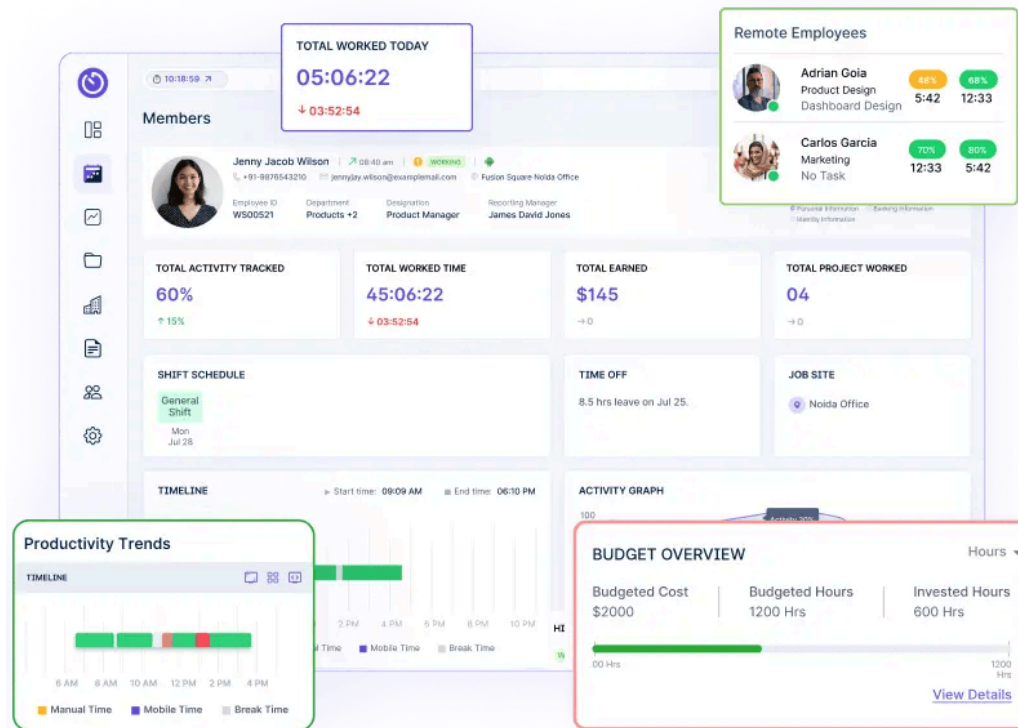 TOTAL WORKED TODAY
05:06:22
↓ 03:52:54
Remote Employees
Adrian Goia
Product Design
Dashboard Design
48%
5:42
68%
12:33
Carlos Garcia
Marketing
No Task
70%
12:33
80%
5:42
10:18:59
Members
Jenny Jacob Wilson
08:40 am
WORKING
+91-9876543210
jennyjay.wilson@examplemail.com
Fusion Square Noida Office
Employee ID
WS00521
Department
Products +2
Designation
Product Manager
Reporting Manager
James David Jones
Personal Information
Banking Information
Identity Information
TOTAL ACTIVITY TRACKED
60%
↑ 15%
TOTAL WORKED TIME
45:06:22
↓ 03:52:54
TOTAL EARNED
$145
→ 0
TOTAL PROJECT WORKED
04
→ 0
SHIFT SCHEDULE
General
Shift
Mon
Jul 28
TIME OFF
8.5 hrs leave on Jul 25.
JOB SITE
Noida Office
TIMELINE
Start time: 09:09 AM
End time: 06:10 PM
2 PM 4 PM 6 PM 8 PM 10 PM
Time
Mobile Time
Break Time
ACTIVITY GRAPH
100
HI
Productivity Trends
TIMELINE
6 AM 8 AM 10 AM 12 PM 2 PM 4 PM
Manual Time
Mobile Time
Break Time
BUDGET OVERVIEW
Hours
Budgeted Cost
$2000
Budgeted Hours
1200 Hrs
Invested Hours
600 Hrs
00 Hrs
1200
Hrs
View Details